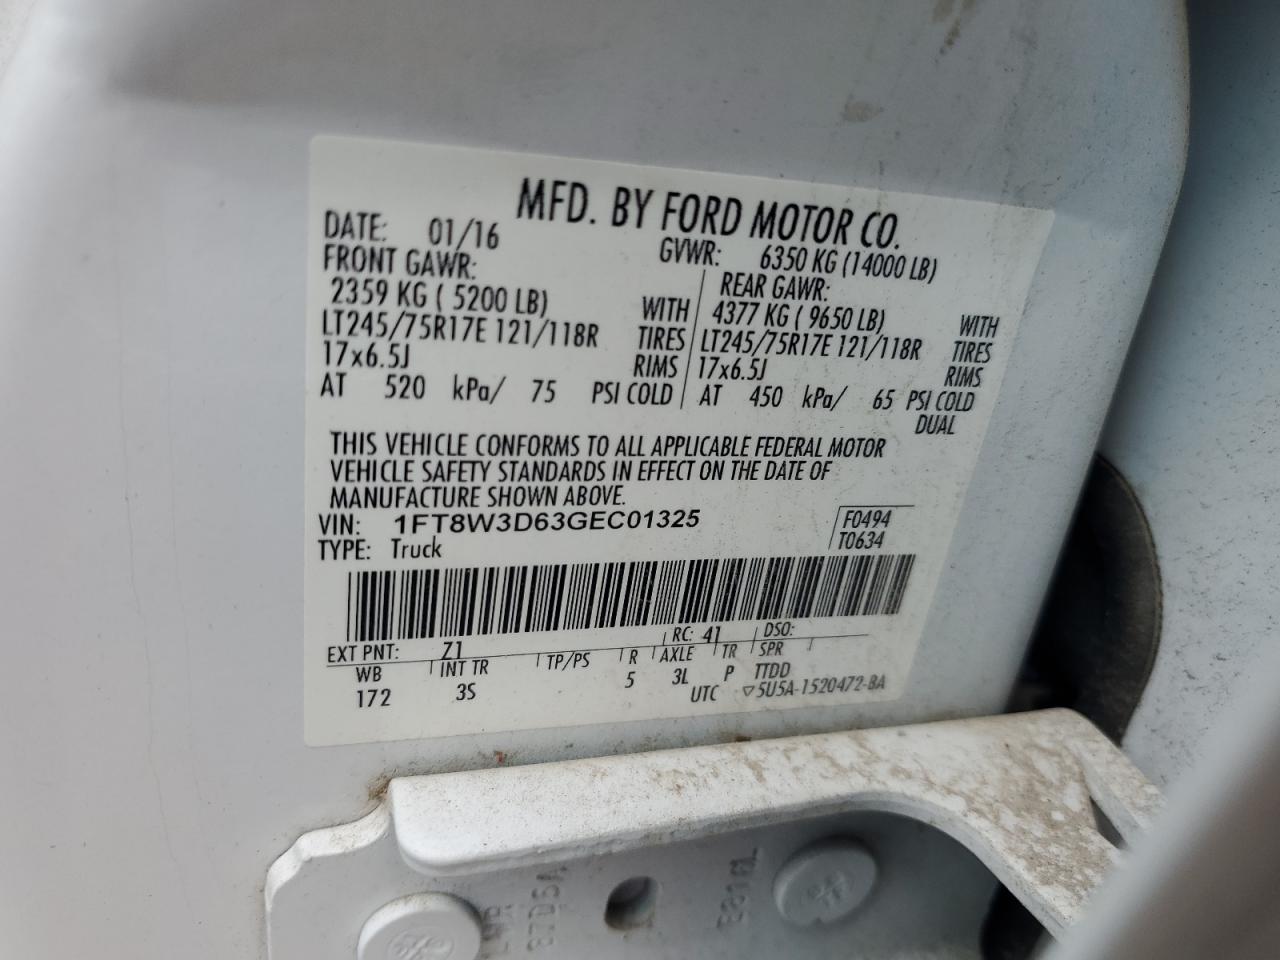 MFD. BY FORD MOTOR CO.
DATE: 01/16 GVWR: 6350 KG (14000 LB)
FRONT GAWR: REAR GAWR:
2359 KG ( 5200 LB) WITH 4377 KG ( 9650 LB) WITH
LT245/75R17E 121/118R TIRES LT245/75R17E 121/118R TIRES
17x6.5J RIMS 17x6.5J RIMS
AT 520 kPa/ 75 PSI COLD AT 450 kPa/ 65 PSI COLD
DUAL
THIS VEHICLE CONFORMS TO ALL APPLICABLE FEDERAL MOTOR
VEHICLE SAFETY STANDARDS IN EFFECT ON THE DATE OF
MANUFACTURE SHOWN ABOVE.
VIN: 1FT8W3D63GEC01325 F0494
TYPE: Truck T0634
EXT PNT: Z1 RC: 41 DSO:
WB INT TR TP/PS R AXLE TR SPR
172 3S 5 3L P TTDD
UTC ▽5U5A-1520472-BA